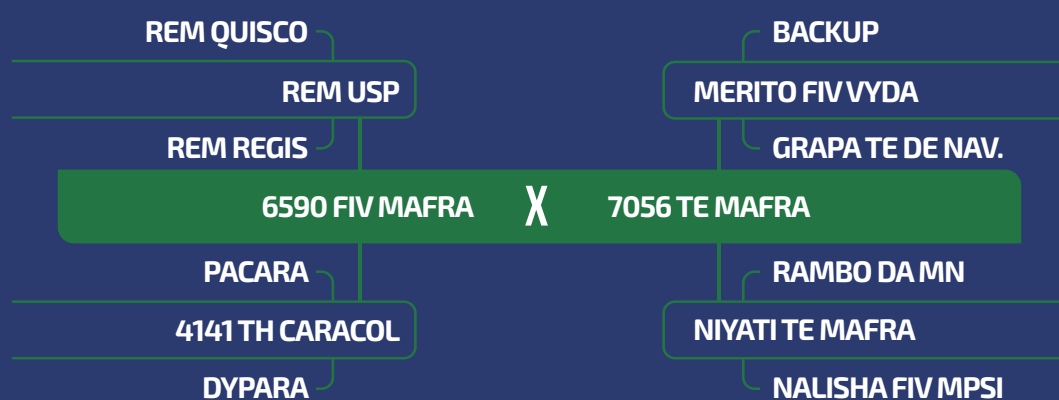 REM QUISCO
BACKUP
REM USP
MERITO FIV VYDA
REM REGIS
GRAPA TE DE NAV.
6590 FIV MAFRA X 7056 TE MAFRA
PACARA
RAMBO DA MN
4141 TH CARACOL
NIYATI TE MAFRA
DYPARA
NALISHA FIV MPSI